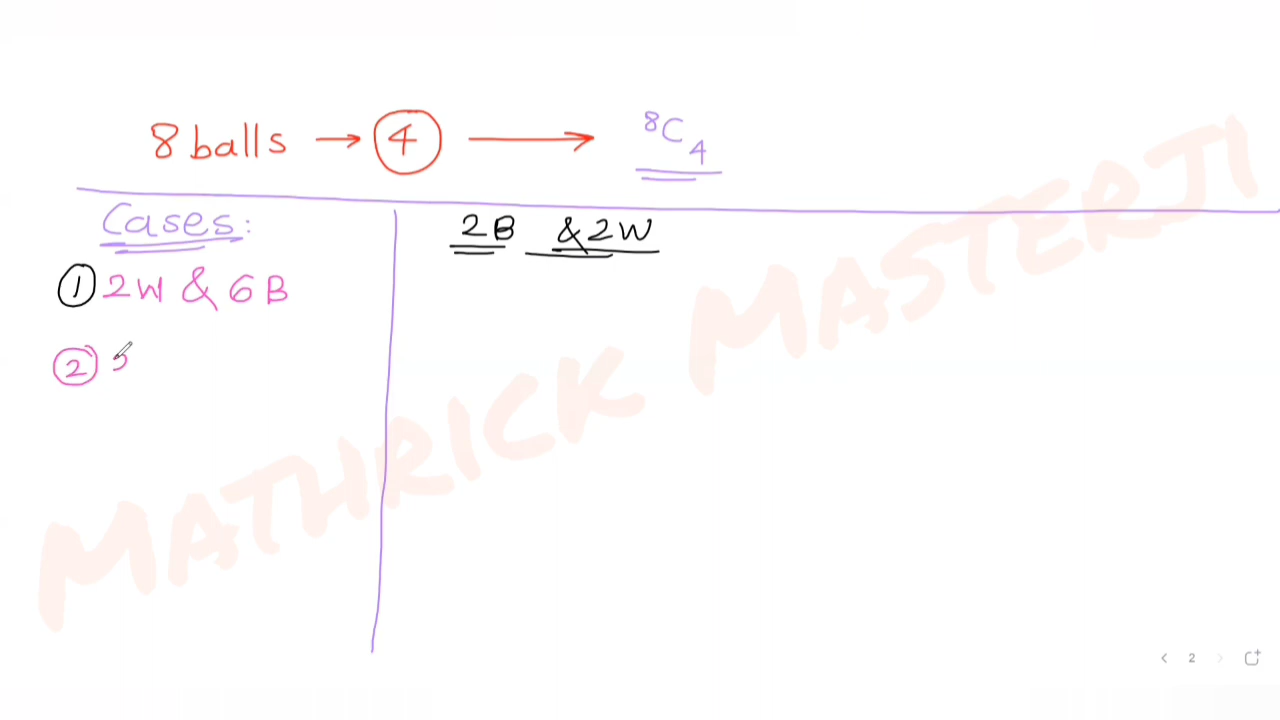 8 balls → 4 → ⁸C₄
Cases:
2B & 2W
① 2W & 6B
②
MATHRICK MASTERJI
2